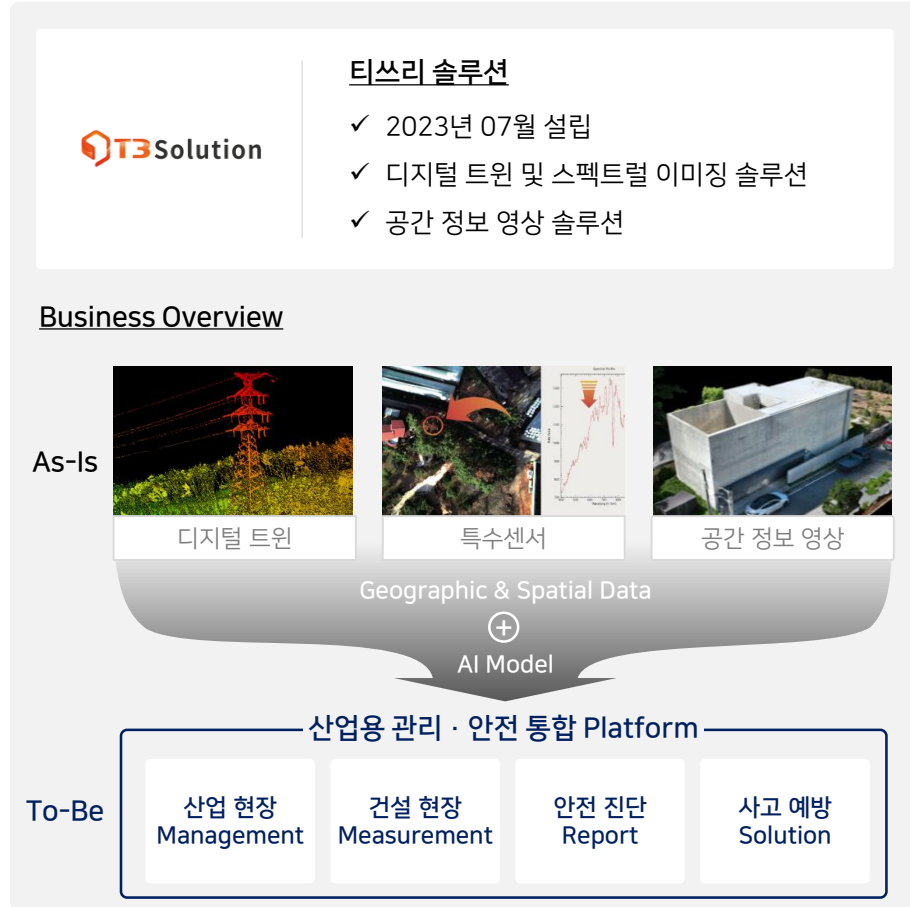 T3Solution
티쓰리 솔루션
✓ 2023년 07월 설립
✓ 디지털 트윈 및 스펙트럴 이미징 솔루션
✓ 공간 정보 영상 솔루션
Business Overview
As-Is
디지털 트윈
특수센서
공간 정보 영상
Geographic & Spatial Data
+
AI Model
산업용 관리 · 안전 통합 Platform
To-Be
산업 현장
Management
건설 현장
Measurement
안전 진단
Report
사고 예방
Solution